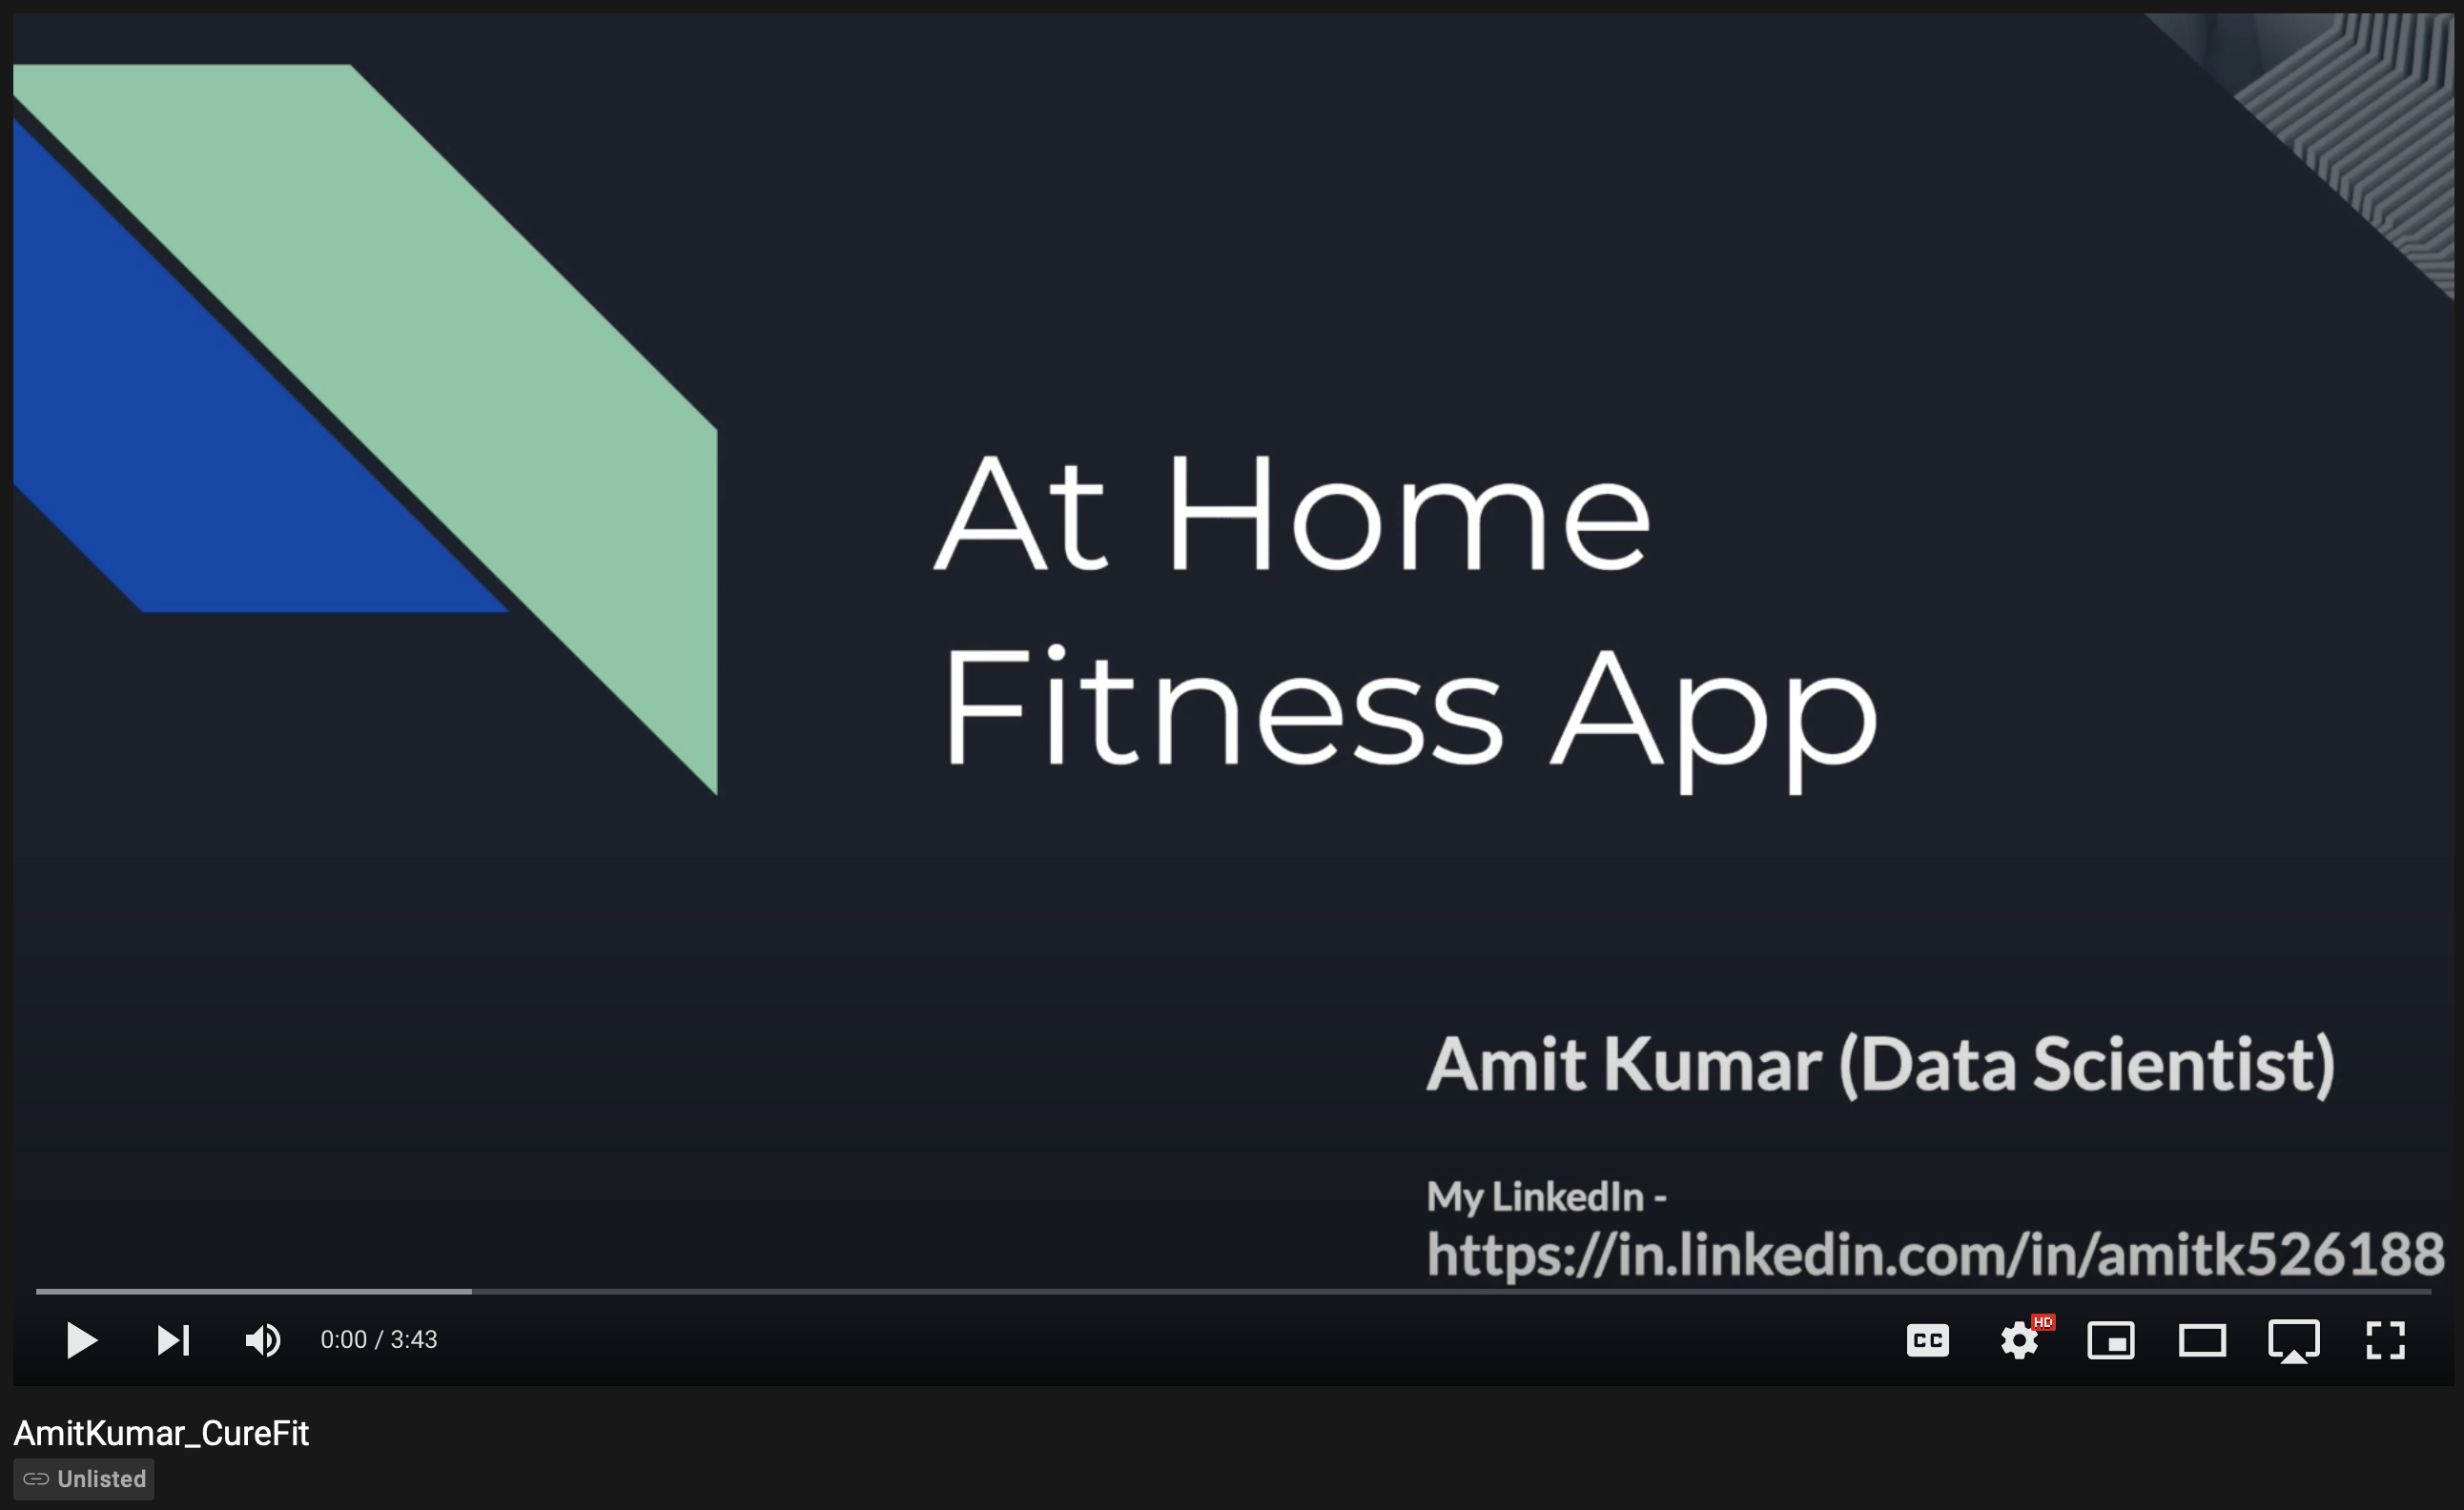 At Home
Fitness App
Amit Kumar (Data Scientist)
My LinkedIn -
https://in.linkedin.com/in/amitk526188
0:00 / 3:43
CC
HD
AmitKumar_CureFit
Unlisted